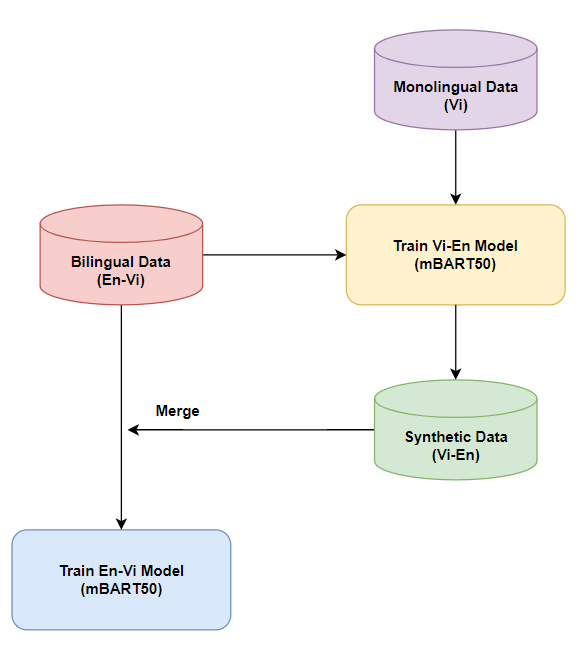 Monolingual Data
(Vi)
Bilingual Data
(En-Vi)
Train Vi-En Model
(mBART50)
Merge
Synthetic Data
(Vi-En)
Train En-Vi Model
(mBART50)